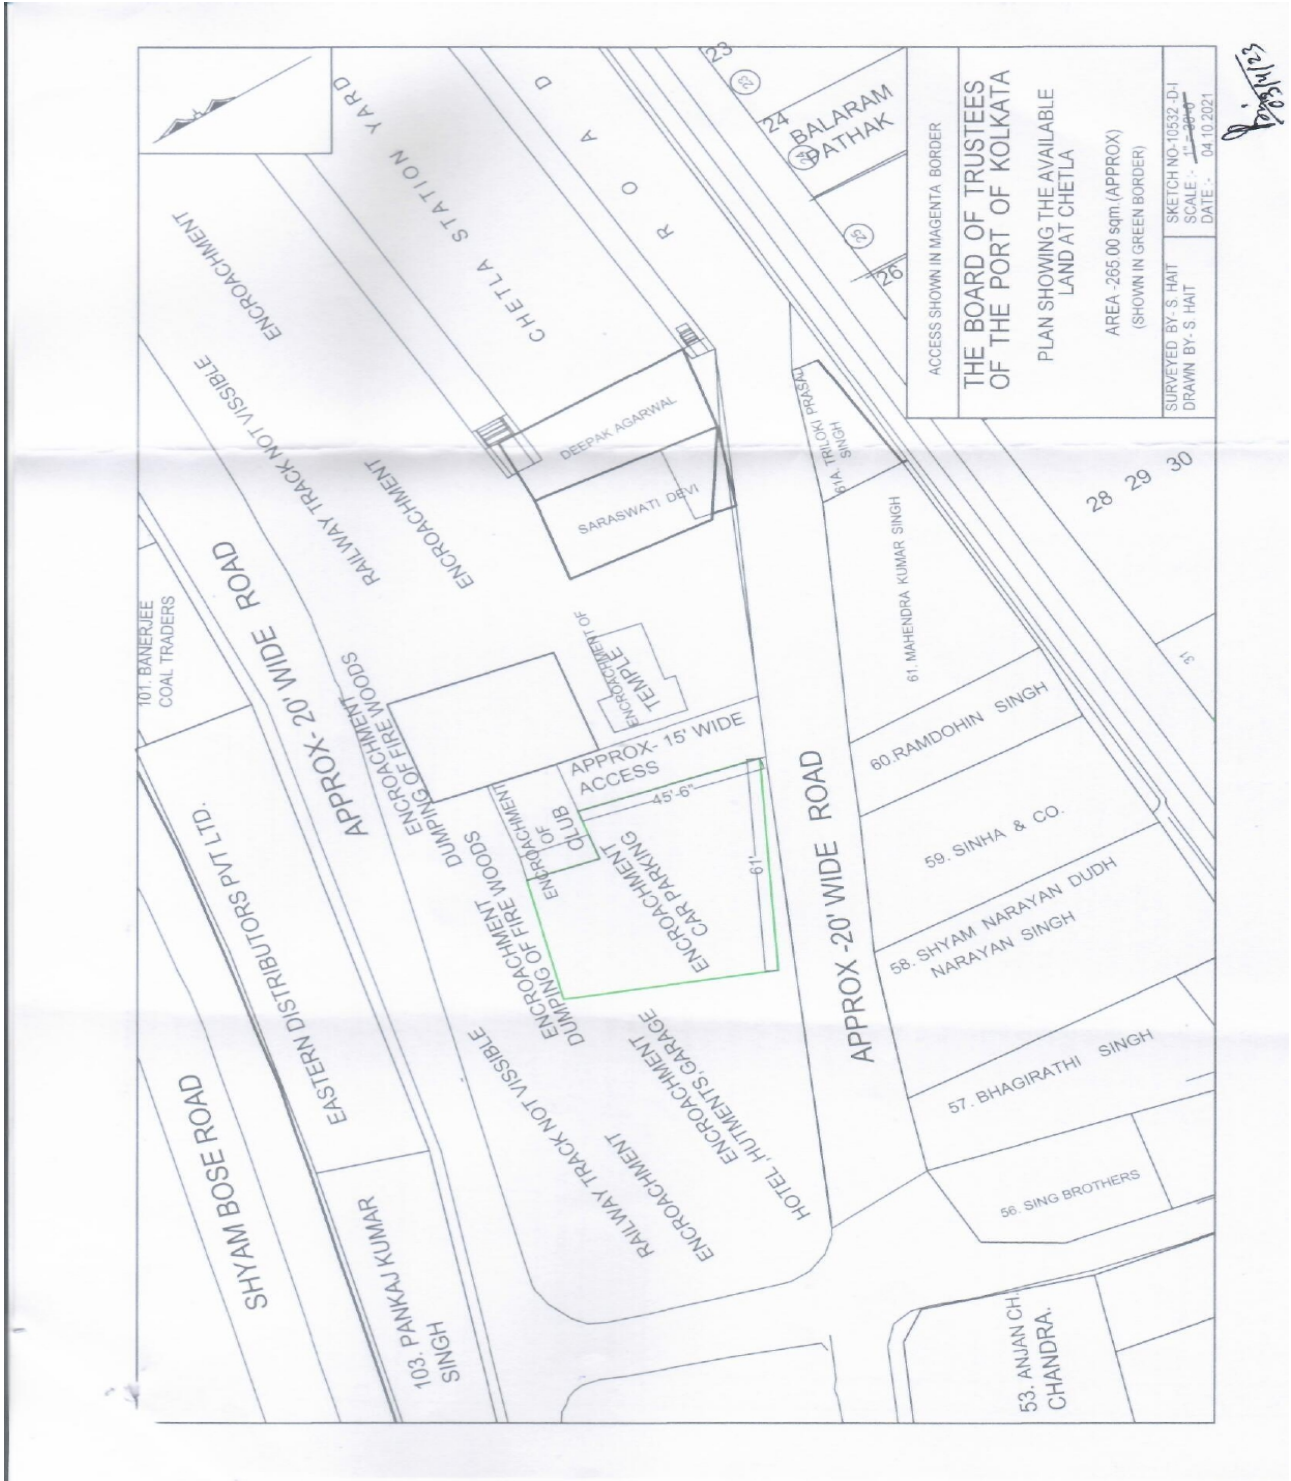 ACCESS SHOWN IN MAGENTA BORDER
THE BOARD OF TRUSTEES
OF THE PORT OF KOLKATA
PLAN SHOWING THE AVAILABLE
LAND AT CHETLA
AREA -265.00 sqm.(APPROX)
(SHOWN IN GREEN BORDER)
SURVEYED BY- S. HAIT
DRAWN BY- S. HAIT
SKETCH NO-10532 -D-I
SCALE :-
DATE :- 04.10.2021
SHYAM BOSE ROAD
103. PANKAJ KUMAR
SINGH
EASTERN DISTRIBUTORS PVT LTD.
101. BANERJEE
COAL TRADERS
APPROX- 20' WIDE ROAD
ENCROACHMENT
RAILWAY TRACK NOT VISSIBLE
ENCROACHMENT
CHETLA STATION YARD
ROAD
ENCROACHMENT
DUMPING OF FIRE WOODS
ENCROACHMENT
DUMPING OF FIRE WOODS
RAILWAY TRACK NOT VISSIBLE
ENCROACHMENT
ENCROACHMENT
HOTEL ,HUTMENTS,GARAGE
ENCROACHMENT
OF
CLUB
ENCROACHMENT
CAR PARKING
45'-6"
61'
APPROX- 15' WIDE
ACCESS
ENCROACHMENT OF
TEMPLE
SARASWATI DEVI
DEEPAK AGARWAL
APPROX -20' WIDE ROAD
53. ANJAN CH.
CHANDRA.
56. SING BROTHERS
57. BHAGIRATHI SINGH
58. SHYAM NARAYAN DUDH
NARAYAN SINGH
59. SINHA & CO.
60.RAMDOHIN SINGH
61. MAHENDRA KUMAR SINGH
61A. TRILOKI PRASAD
SINGH
23
23
24
24
BALARAM
PATHAK
25
26
28 29 30
31